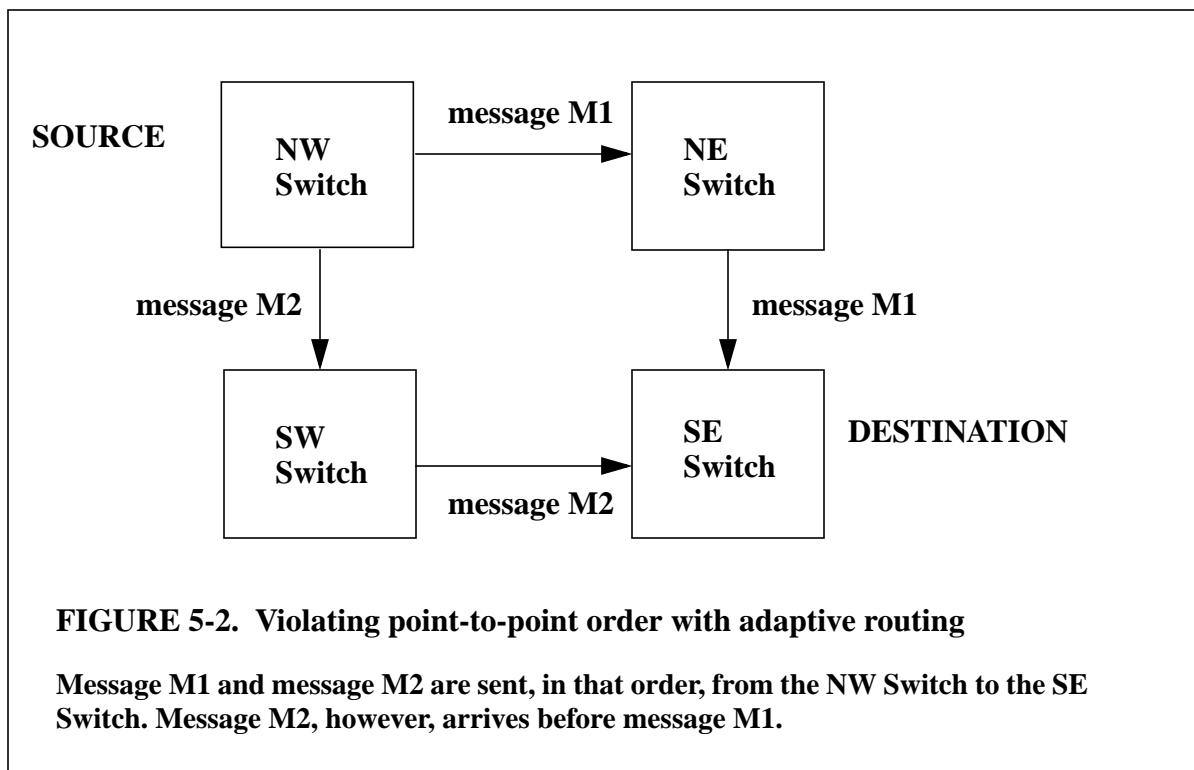 message M1
SOURCE
NW
Switch
NE
Switch
message M2
message M1
SW
Switch
SE
Switch
DESTINATION
message M2
FIGURE 5-2. Violating point-to-point order with adaptive routing
Message M1 and message M2 are sent, in that order, from the NW Switch to the SE
Switch. Message M2, however, arrives before message M1.